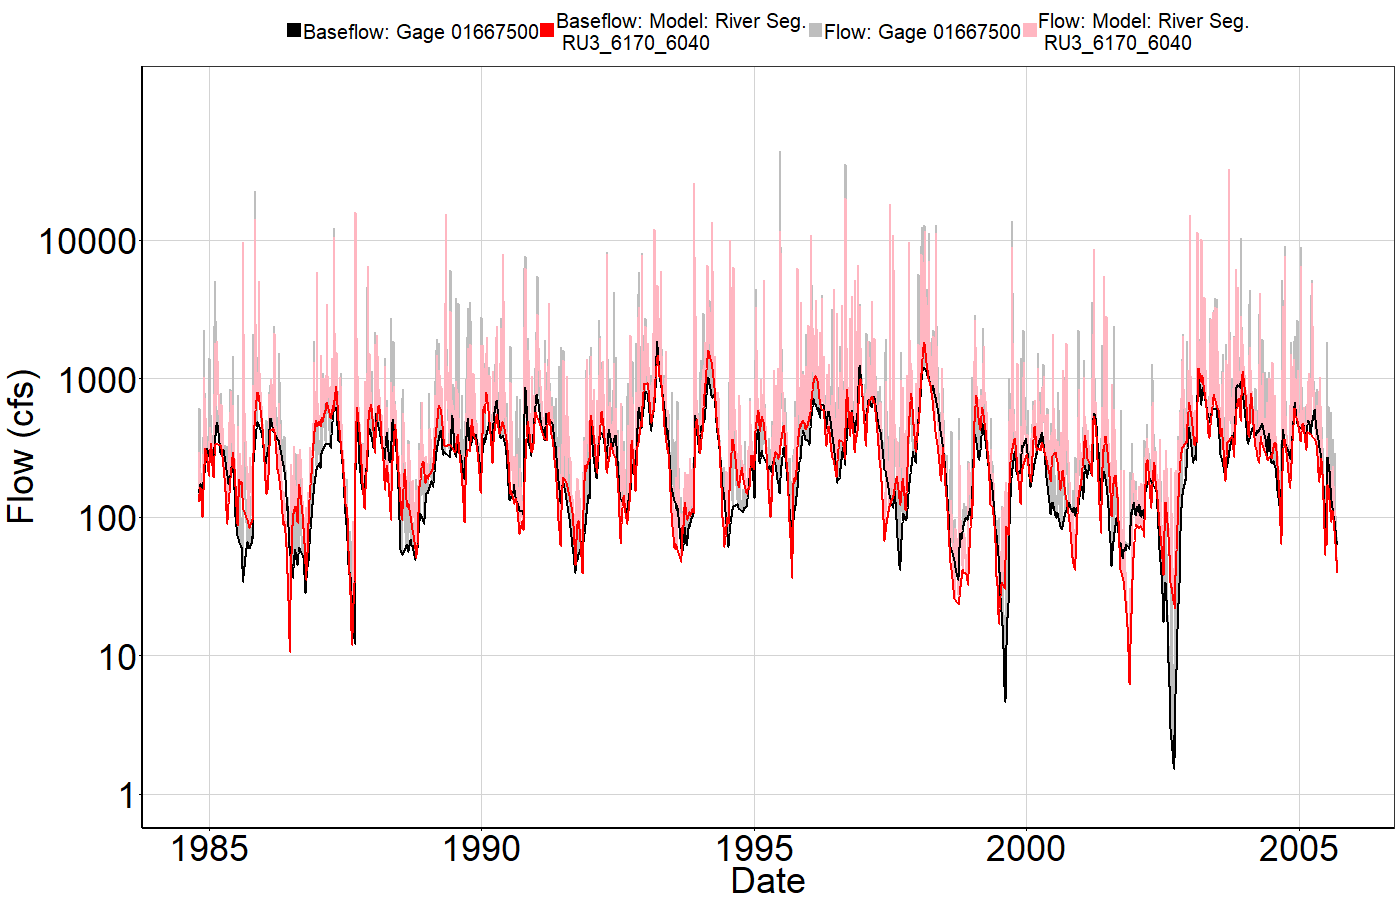 Baseflow: Gage 01667500 Baseflow: Model: River Seg. Flow: Gage 01667500 Flow: Model: River Seg.
RU3_6170_6040 RU3_6170_6040
Flow (cfs)
10000
1000
100
10
1
1985 1990 1995 2000 2005
Date